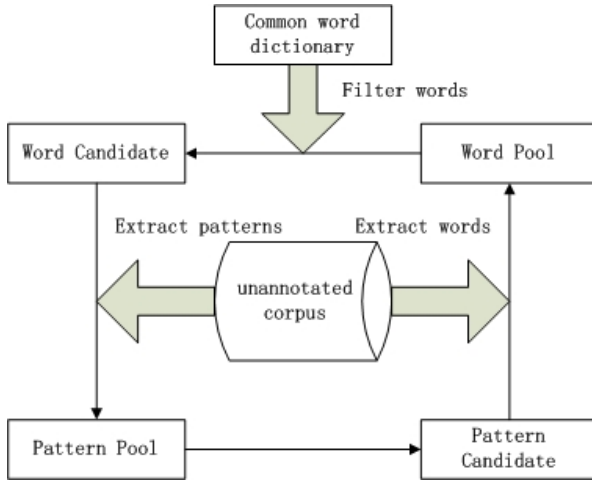 Common word
dictionary
Filter words
Word Candidate
Word Pool
Extract patterns
Extract words
unannotated
corpus
Pattern Pool
Pattern
Candidate